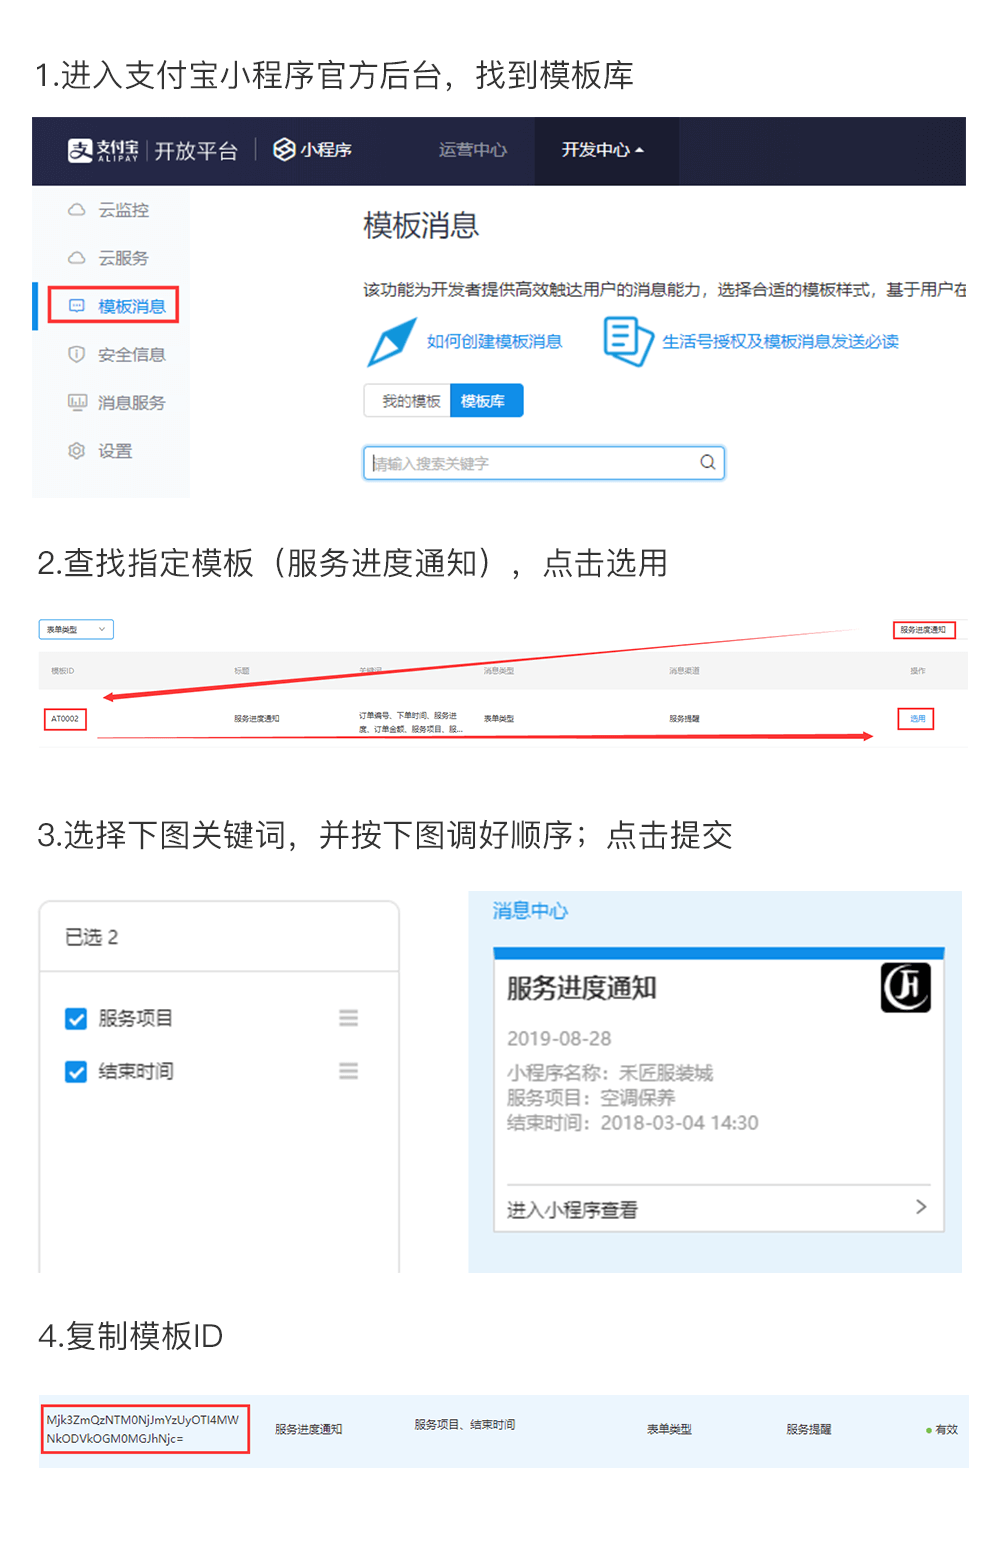 1.进入支付宝小程序官方后台，找到模板库
支付宝 ALIPAY 开放平台 小程序 运营中心 开发中心
云监控
云服务
模板消息
安全信息
消息服务
设置
模板消息
该功能为开发者提供高效触达用户的消息能力，选择合适的模板样式，基于用户在
如何创建模板消息 生活号授权及模板消息发送必读
我的模板 模板库
请输入搜索关键字
2.查找指定模板（服务进度通知），点击选用
表单类型 服务进度通知
模板ID 标题 关键词 消息类型 消息渠道 操作
AT0002 服务进度通知 订单编号、下单时间、服务进 表单类型 服务提醒 选用
度、订单金额、服务项目、服...
3.选择下图关键词，并按下图调好顺序；点击提交
已选 2
服务项目
结束时间
消息中心
服务进度通知
2019-08-28
小程序名称：禾匠服装城
服务项目：空调保养
结束时间：2018-03-04 14:30
进入小程序查看
4.复制模板ID
Mjk3ZmQzNTM0NjJmYzUyOTI4MW
NkODVkOGM0MGJhNjc=
服务进度通知 服务项目、结束时间 表单类型 服务提醒 有效